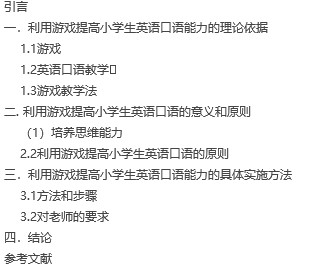 引言
一．利用游戏提高小学生英语口语能力的理论依据
1.1游戏
1.2英语口语教学
1.3游戏教学法
二. 利用游戏提高小学生英语口语的意义和原则
（1）培养思维能力
2.2利用游戏提高小学生英语口语的原则
三．利用游戏提高小学生英语口语能力的具体实施方法
3.1方法和步骤
3.2对老师的要求
四．结论
参考文献